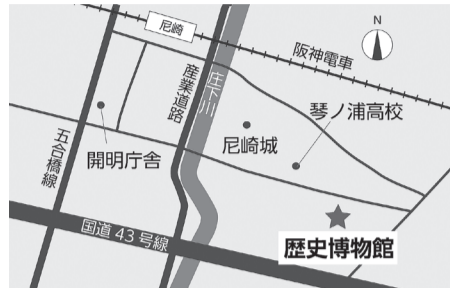 N
尼崎
阪神電車
産業道路
庄下川
琴ノ浦高校
尼崎城
五合橋線
開明庁舎
国道43号線
歴史博物館